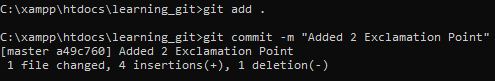 C:\xampp\htdocs\learning_git>git add .
C:\xampp\htdocs\learning_git>git commit -m "Added 2 Exclamation Point"
[master a49c760] Added 2 Exclamation Point
 1 file changed, 4 insertions(+), 1 deletion(-)